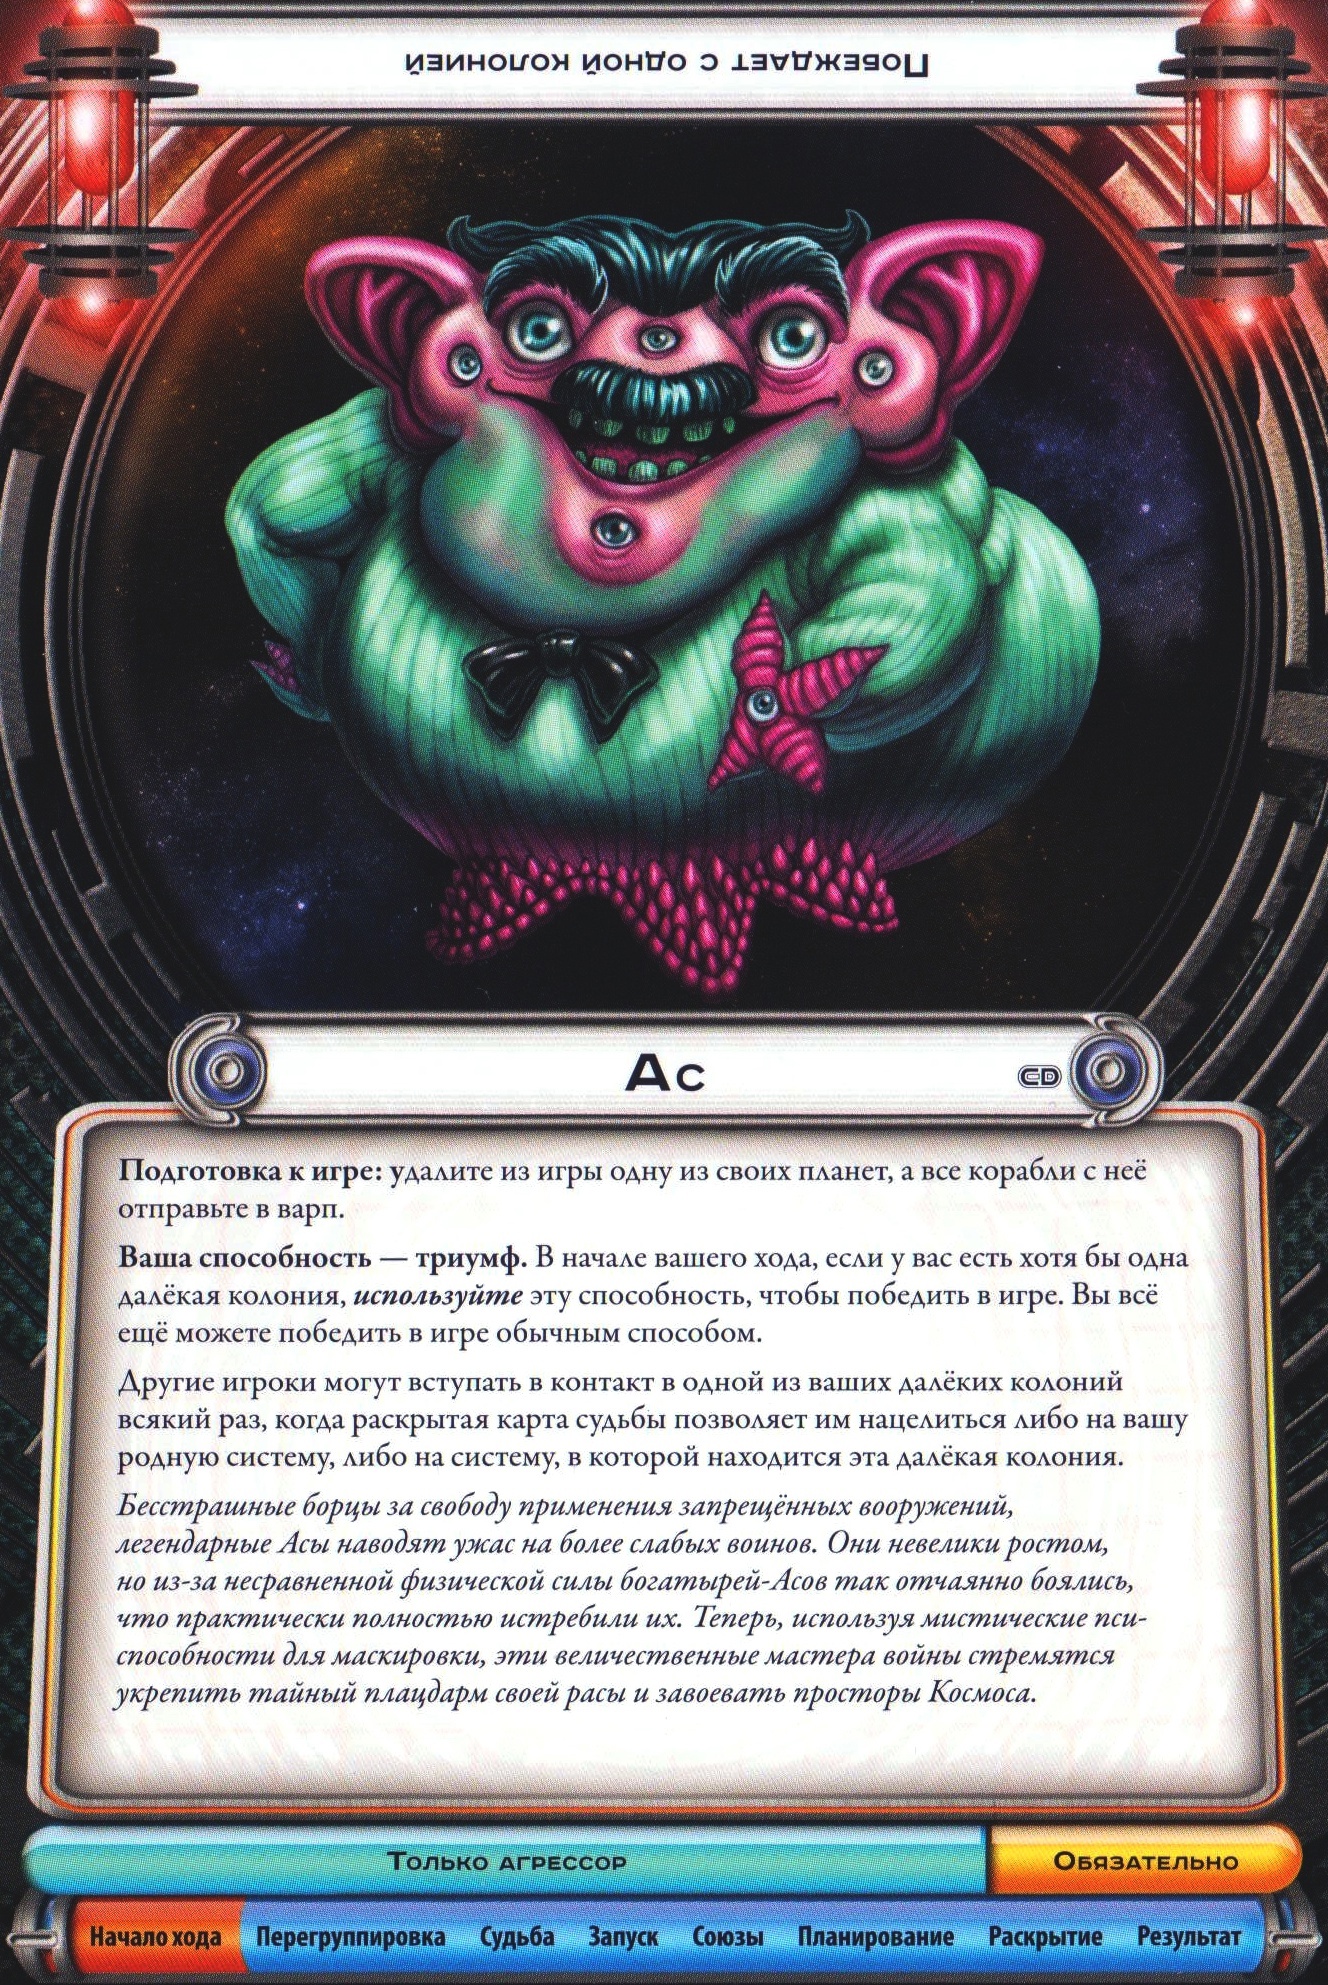 Побеждает с одной колонией
Ас
CD
Подготовка к игре: удалите из игры одну из своих планет, а все корабли с неё
отправьте в варп.
Ваша способность — триумф. В начале вашего хода, если у вас есть хотя бы одна
далёкая колония, используйте эту способность, чтобы победить в игре. Вы всё
ещё можете победить в игре обычным способом.
Другие игроки могут вступать в контакт в одной из ваших далёких колоний
всякий раз, когда раскрытая карта судьбы позволяет им нацелиться либо на вашу
родную систему, либо на систему, в которой находится эта далёкая колония.
Бесстрашные борцы за свободу применения запрещённых вооружений,
легендарные Асы наводят ужас на более слабых воинов. Они невелики ростом,
но из-за несравненной физической силы богатырей-Асов так отчаянно боялись,
что практически полностью истребили их. Теперь, используя мистические пси-
способности для маскировки, эти величественные мастера войны стремятся
укрепить тайный плацдарм своей расы и завоевать просторы Космоса.
Только агрессор Обязательно
Начало хода Перегруппировка Судьба Запуск Союзы Планирование Раскрытие Результат